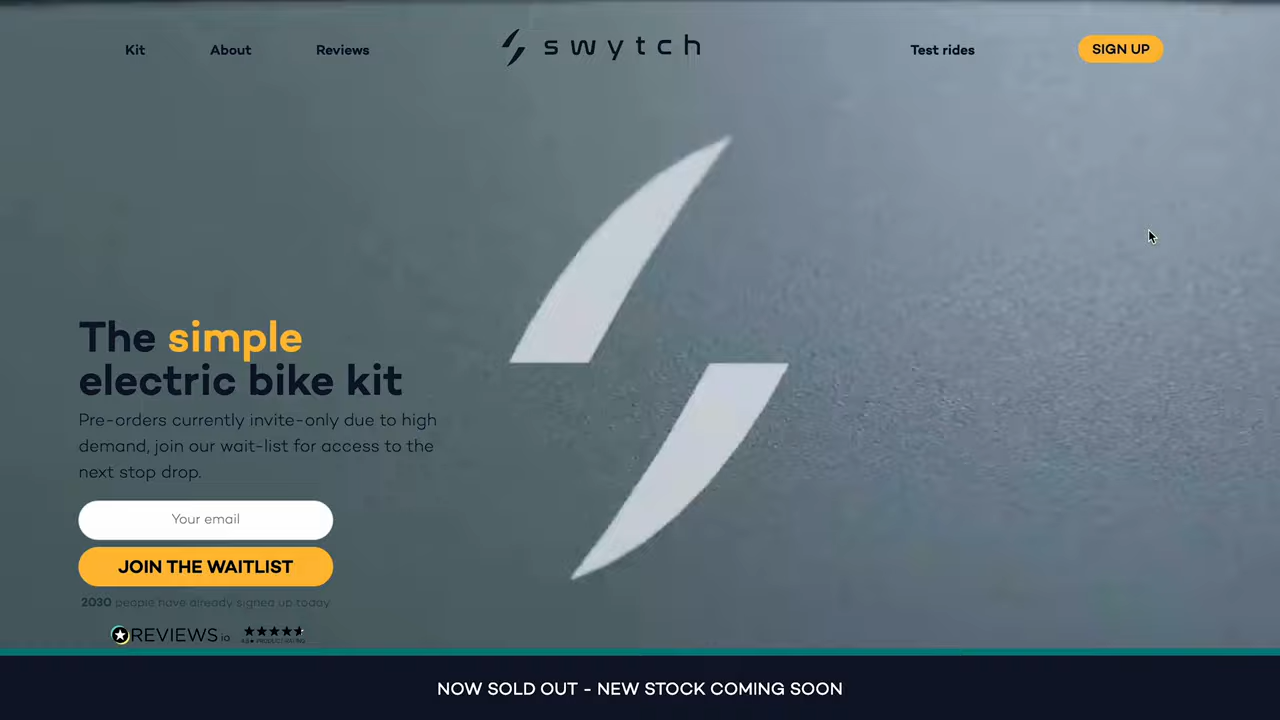 Kit
About
Reviews
swytch
Test rides
SIGN UP
The simple
electric bike kit
Pre-orders currently invite-only due to high
demand, join our wait-list for access to the
next stop drop.
Your email
JOIN THE WAITLIST
2030 people have already signed up today
REVIEWS.io
NOW SOLD OUT - NEW STOCK COMING SOON